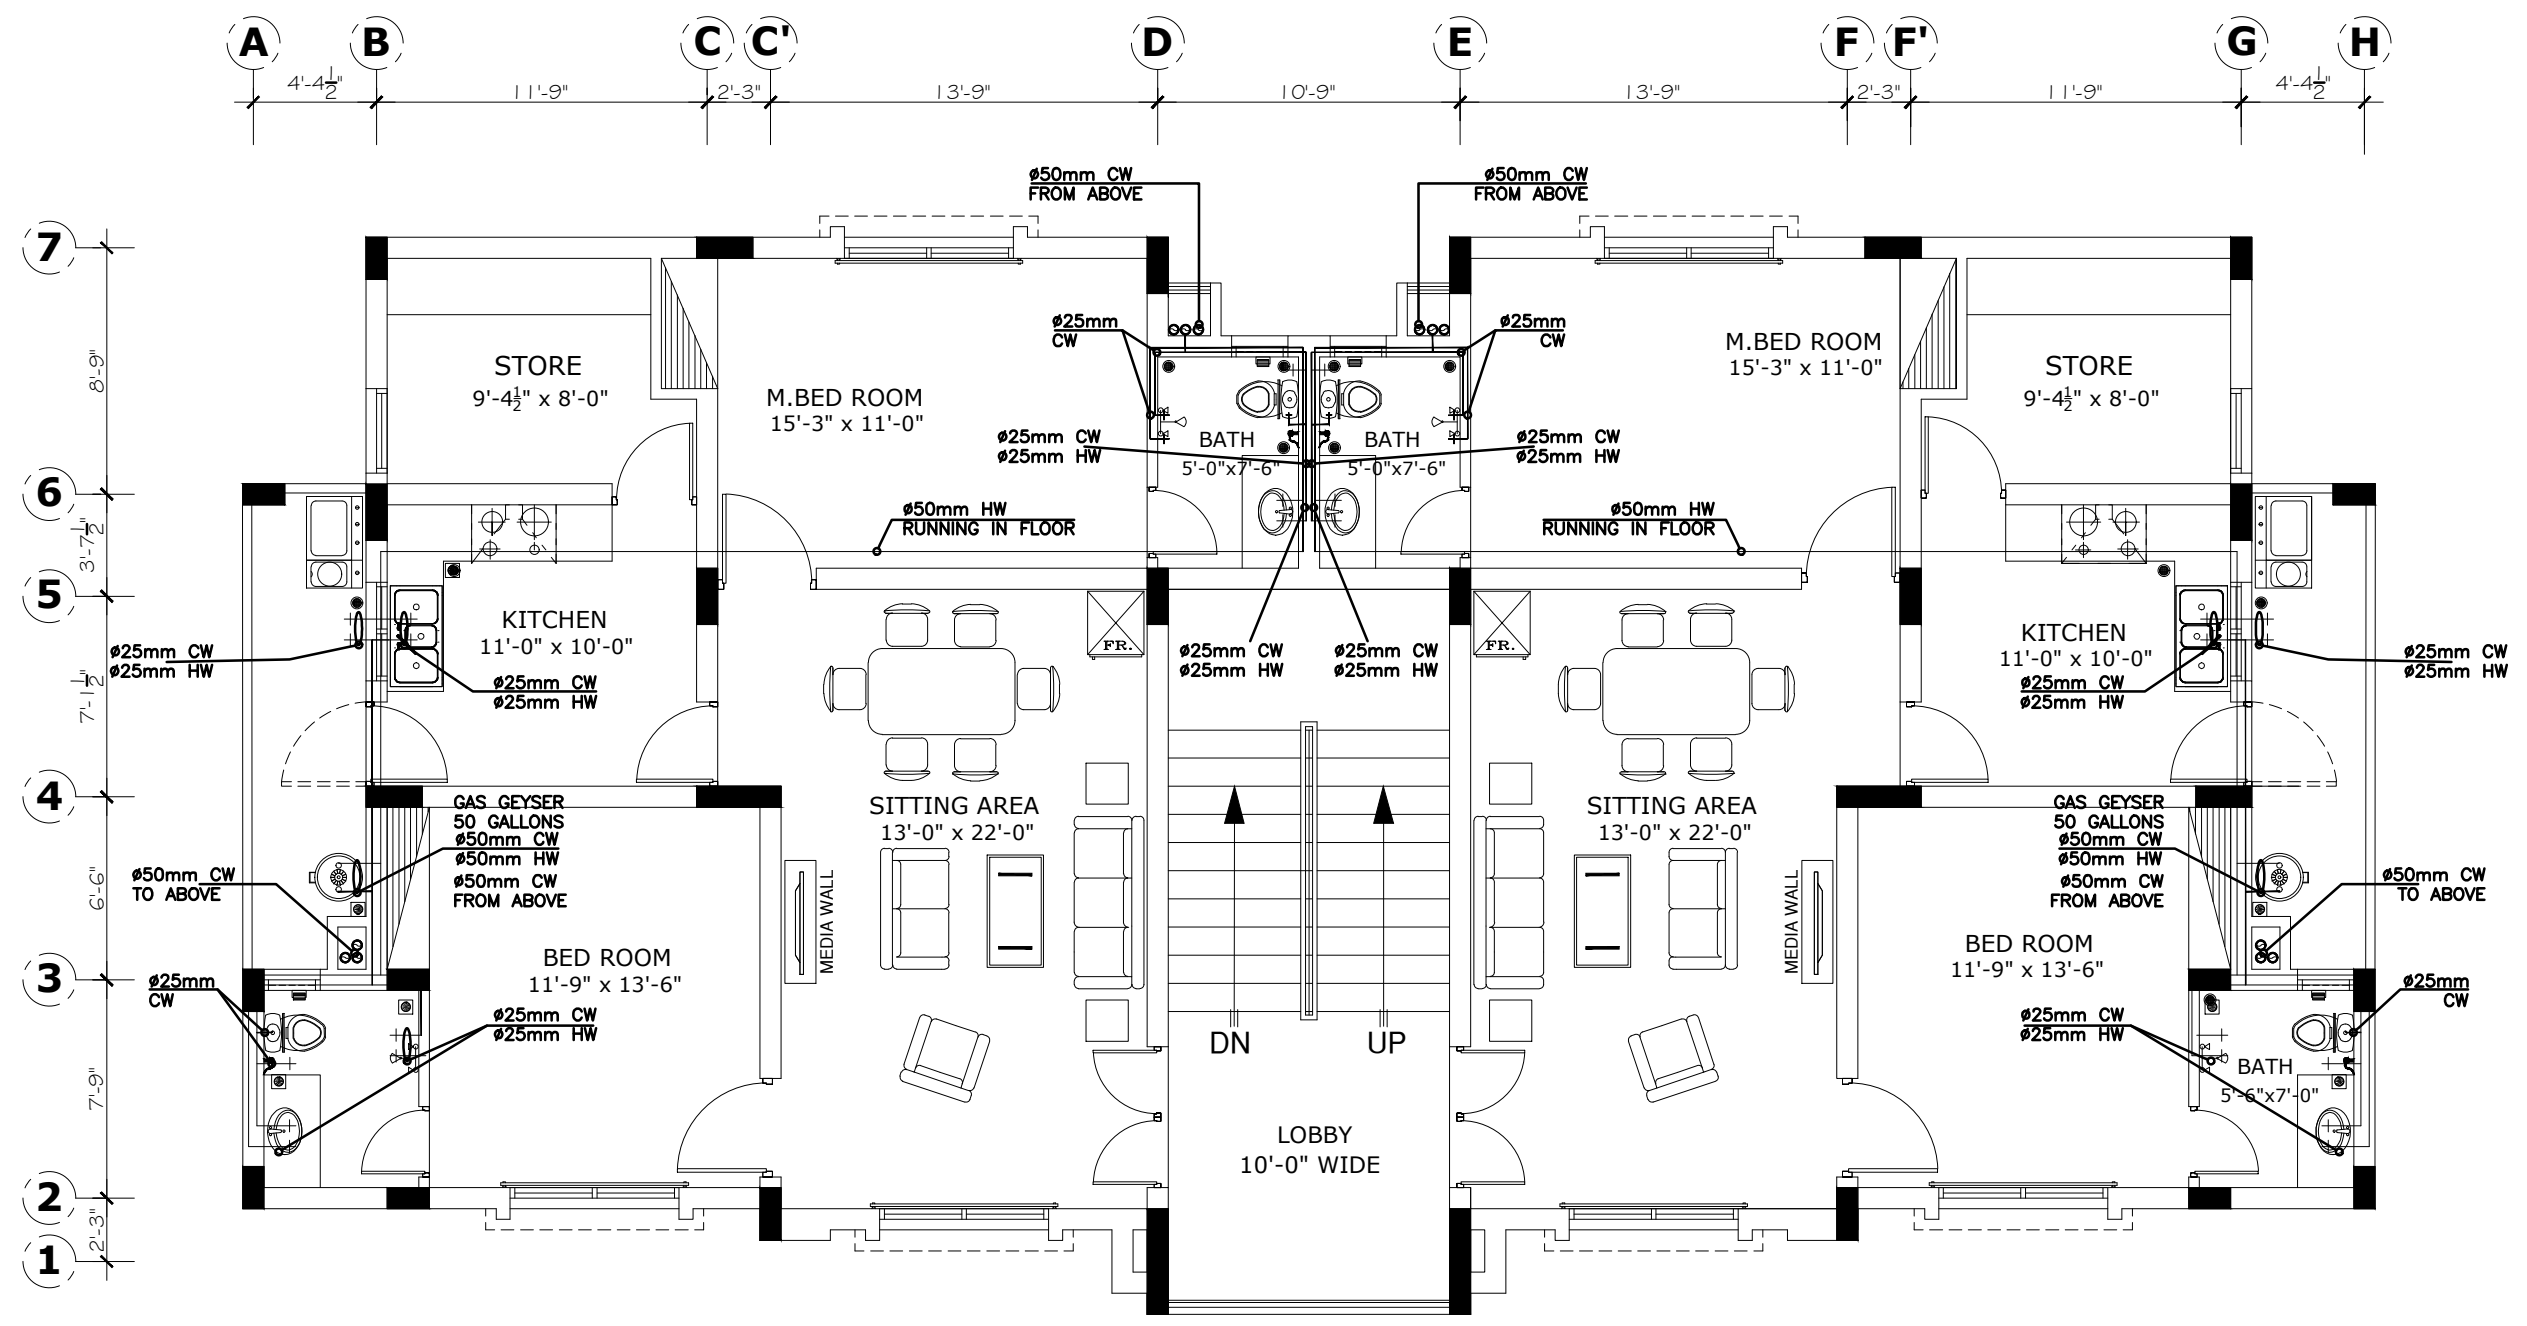 A B C C' D E F F' G H
4'-4½" 11'-9" 2'-3" 13'-9" 10'-9" 13'-9" 2'-3" 11'-9" 4'-4½"
ø50mm CW
FROM ABOVE
ø50mm CW
FROM ABOVE
7
8'-9"
6
3'-7½"
5
7'-1½"
4
6'-6"
3
7'-9"
2
2'-3"
1
STORE
9'-4½" x 8'-0"
M.BED ROOM
15'-3" x 11'-0"
ø25mm
CW
ø25mm
CW
M.BED ROOM
15'-3" x 11'-0"
STORE
9'-4½" x 8'-0"
BATH
5'-0"x7'-6"
BATH
5'-0"x7'-6"
ø25mm CW
ø25mm HW
ø25mm CW
ø25mm HW
ø50mm HW
RUNNING IN FLOOR
ø50mm HW
RUNNING IN FLOOR
KITCHEN
11'-0" x 10'-0"
FR.
FR.
KITCHEN
11'-0" x 10'-0"
ø25mm CW
ø25mm HW
ø25mm CW
ø25mm HW
ø25mm CW
ø25mm HW
ø25mm CW
ø25mm HW
ø25mm CW
ø25mm HW
ø25mm CW
ø25mm HW
SITTING AREA
13'-0" x 22'-0"
SITTING AREA
13'-0" x 22'-0"
GAS GEYSER
50 GALLONS
ø50mm CW
ø50mm HW
ø50mm CW
FROM ABOVE
GAS GEYSER
50 GALLONS
ø50mm CW
ø50mm HW
ø50mm CW
FROM ABOVE
ø50mm CW
TO ABOVE
ø50mm CW
TO ABOVE
MEDIA WALL
MEDIA WALL
BED ROOM
11'-9" x 13'-6"
BED ROOM
11'-9" x 13'-6"
ø25mm
CW
ø25mm
CW
ø25mm CW
ø25mm HW
ø25mm CW
ø25mm HW
DN UP
BATH
5'-6"x7'-0"
LOBBY
10'-0" WIDE